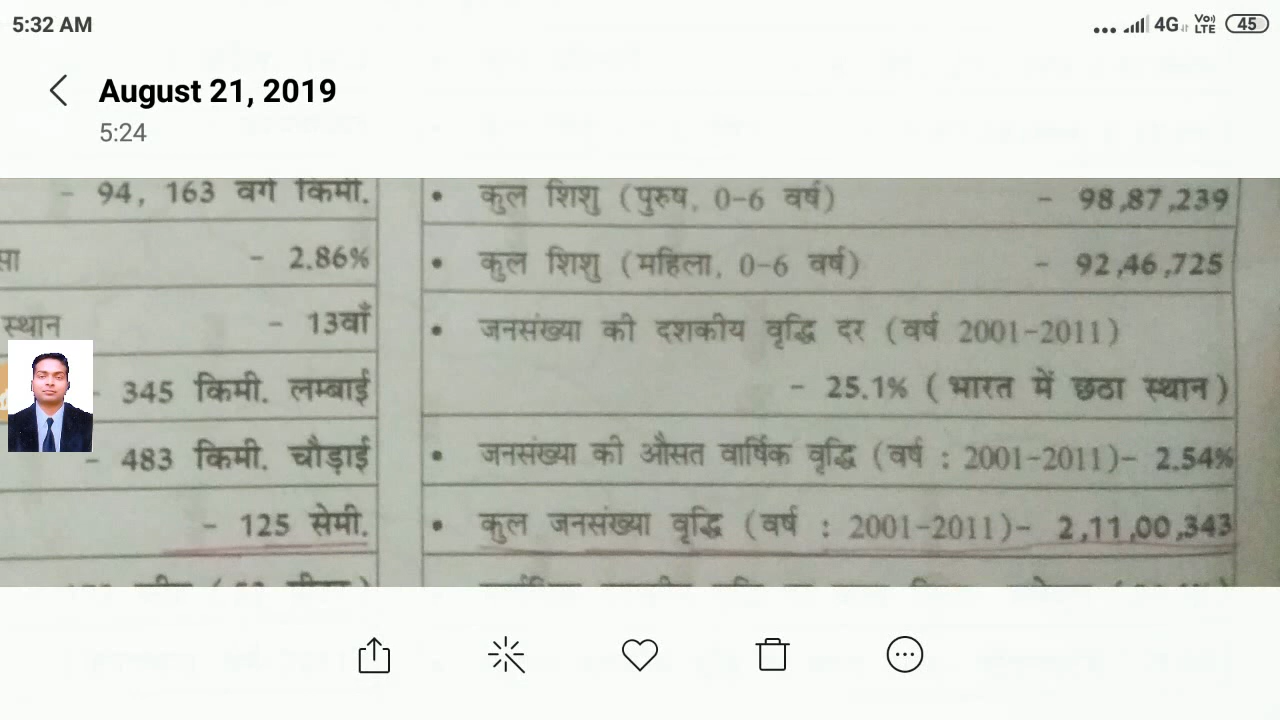 5:32 AM
4G
Vo))
LTE
45
August 21, 2019
5:24
- 94, 163 वर्ग किमी.
- 2.86%
स्थान - 13वाँ
- 345 किमी. लम्बाई
- 483 किमी. चौड़ाई
- 125 सेमी.
• कुल शिशु (पुरुष, 0-6 वर्ष) - 98,87,239
• कुल शिशु (महिला, 0-6 वर्ष) - 92,46,725
• जनसंख्या की दशकीय वृद्धि दर (वर्ष 2001-2011)
- 25.1% (भारत में छठा स्थान)
• जनसंख्या की औसत वार्षिक वृद्धि (वर्ष : 2001-2011)- 2.54%
• कुल जनसंख्या वृद्धि (वर्ष : 2001-2011)- 2,11,00,343